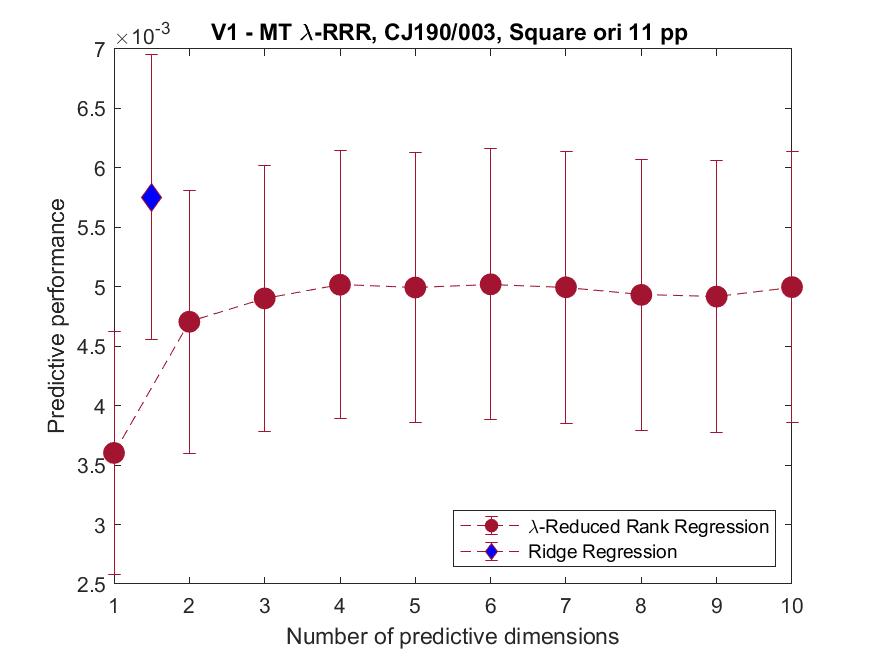 ×10⁻³
V1 - MT λ-RRR, CJ190/003, Square ori 11 pp
7
6.5
6
5.5
5
4.5
4
3.5
3
2.5
Predictive performance
1 2 3 4 5 6 7 8 9 10
Number of predictive dimensions
λ-Reduced Rank Regression
Ridge Regression